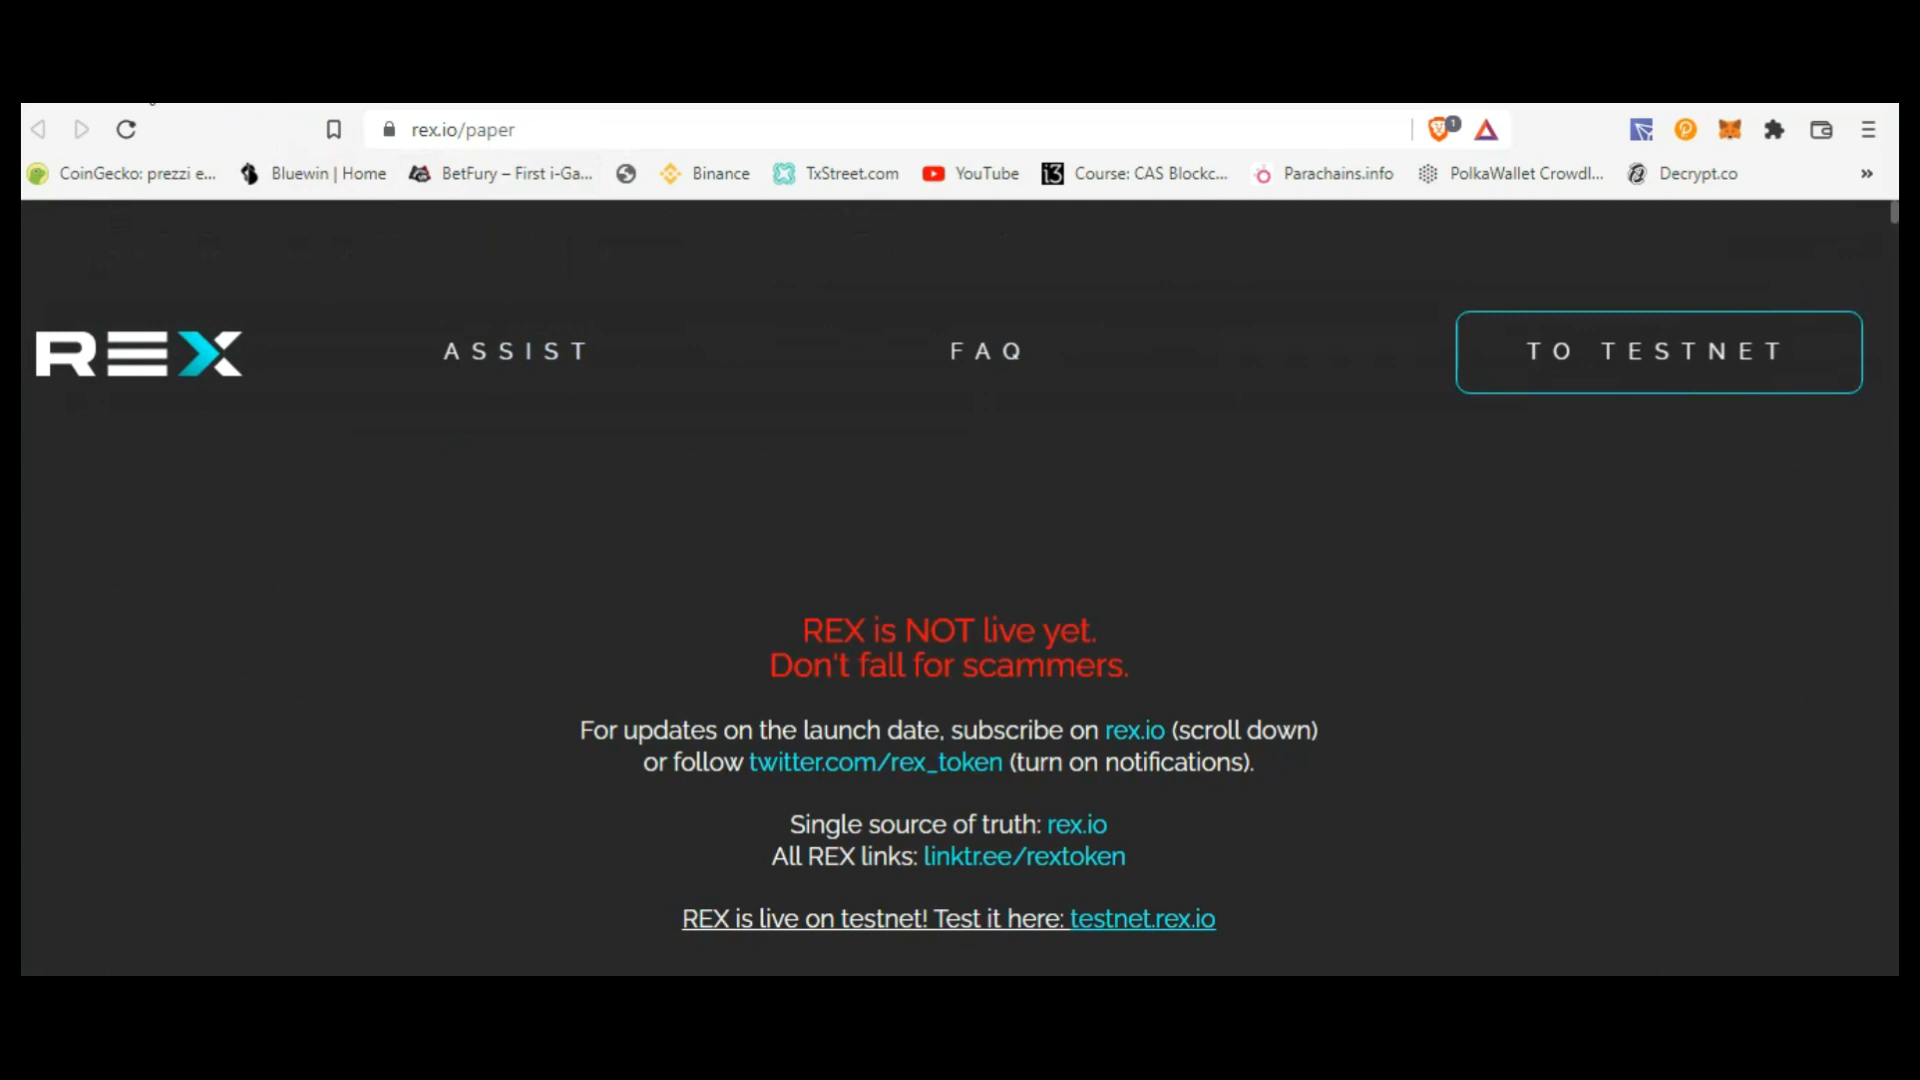 rex.io/paper
1
CoinGecko: prezzi e...
Bluewin | Home
BetFury – First i-Ga...
Binance
TxStreet.com
YouTube
i3
Course: CAS Blockc...
Parachains.info
PolkaWallet Crowdl...
Decrypt.co
»
REX
ASSIST
FAQ
TO TESTNET
REX is NOT live yet.
Don't fall for scammers.
For updates on the launch date, subscribe on rex.io (scroll down)
or follow twitter.com/rex_token (turn on notifications).
Single source of truth: rex.io
All REX links: linktr.ee/rextoken
REX is live on testnet! Test it here: testnet.rex.io